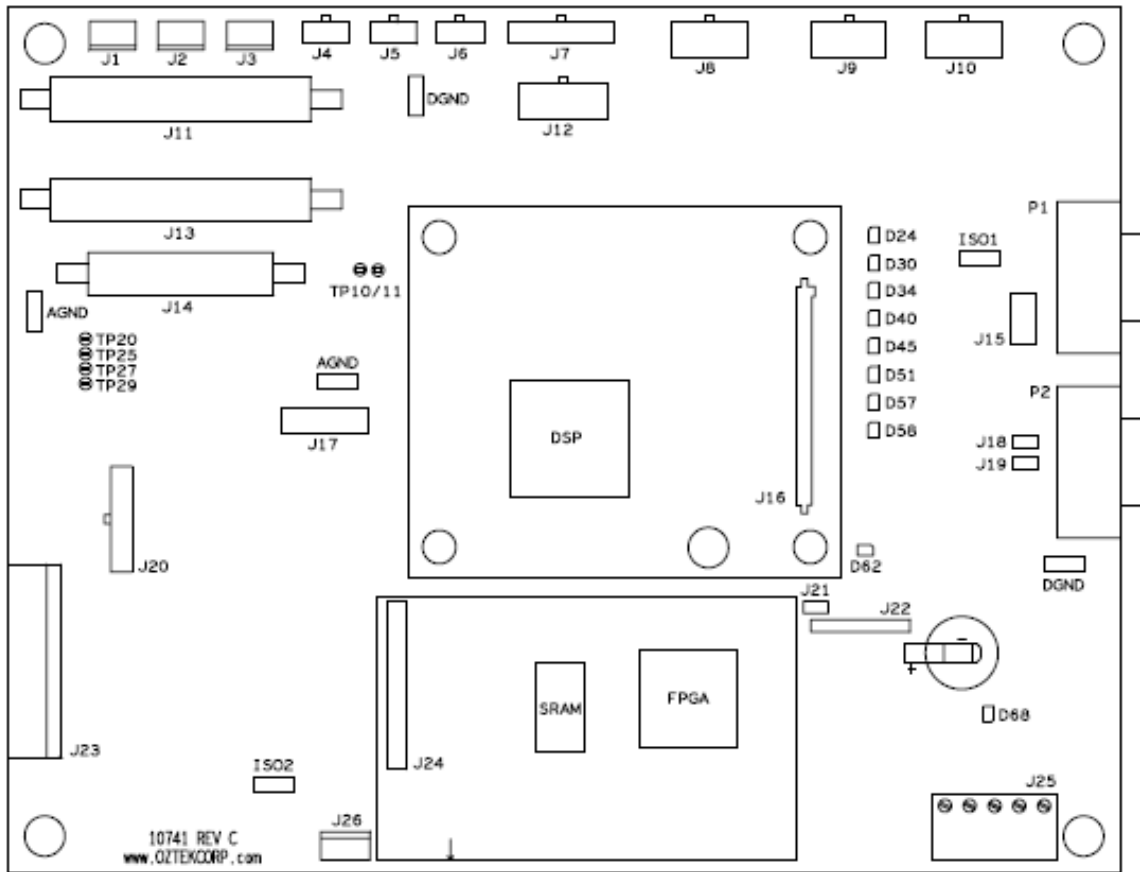 J1 J2 J3 J4 J5 J6 J7 J8 J9 J10
DGND
J12
J11
J13
P1
D24
ISO1
D30
TP10/11
D34
J14
AGND
D40
J15
TP20
D45
TP25
AGND
TP27
D51
TP29
P2
D57
DSP
D58
J17
J18
J19
J16
J20
D62
DGND
J21
J22
-
+
SRAM
FPGA
D68
J23
ISO2
J24
J25
J26
10741 REV C
www.OZTEKCORP.com